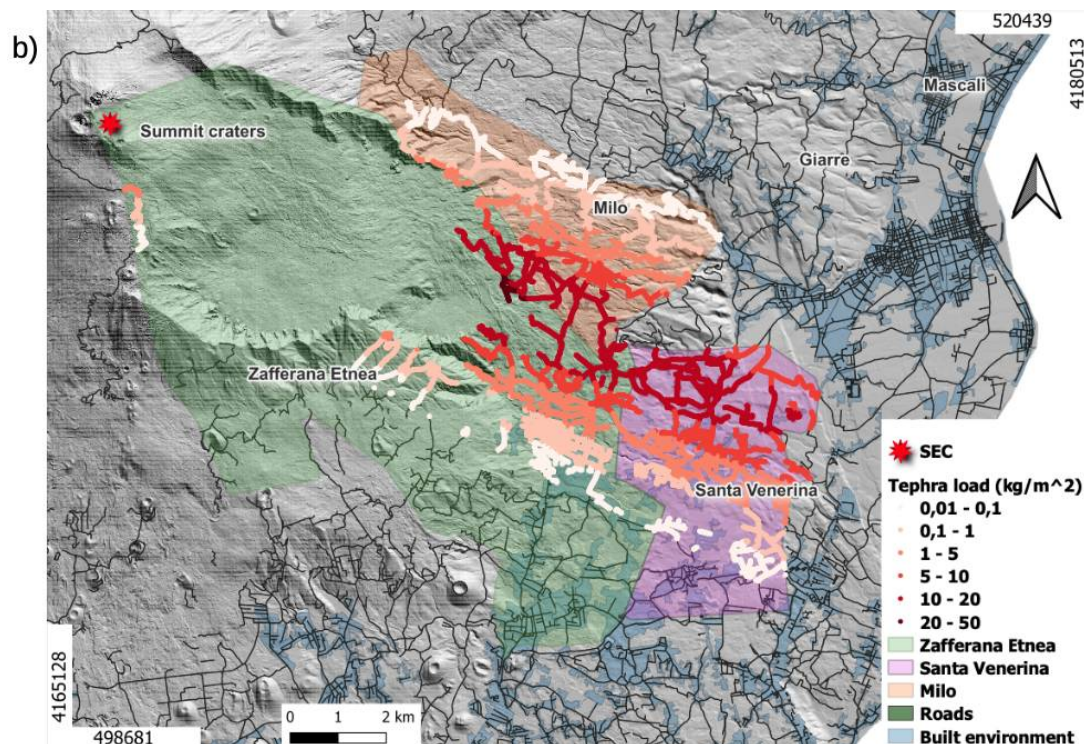 b)
520439
4180513
Mascali
Summit craters
Giarre
Milo
Zafferana Etnea
Santa Venerina
SEC
Tephra load (kg/m^2)
0,01 - 0,1
0,1 - 1
1 - 5
5 - 10
10 - 20
20 - 50
Zafferana Etnea
Santa Venerina
Milo
Roads
Built environment
4165128
498681
0 1 2 km